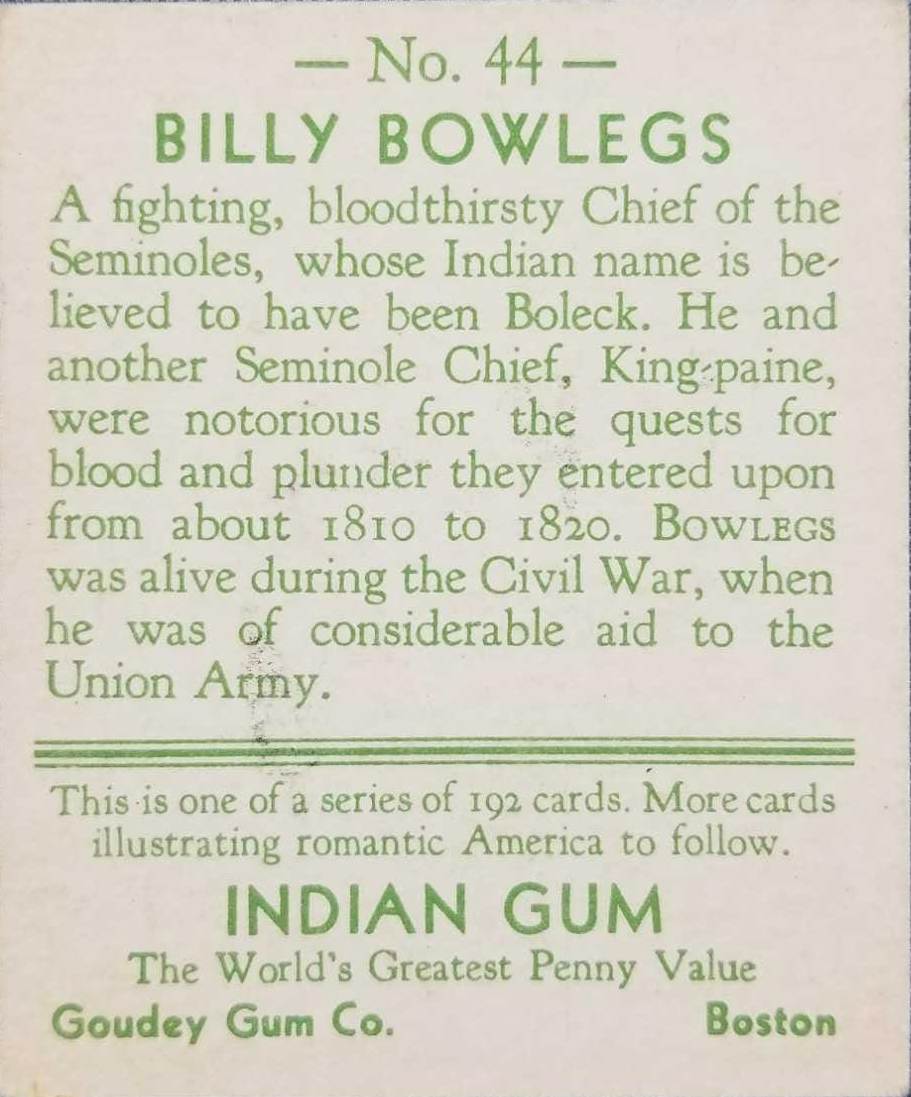 — No. 44 —
BILLY BOWLEGS
A fighting, bloodthirsty Chief of the
Seminoles, whose Indian name is be-
lieved to have been Boleck. He and
another Seminole Chief, King-paine,
were notorious for the quests for
blood and plunder they entered upon
from about 1810 to 1820. BOWLEGS
was alive during the Civil War, when
he was of considerable aid to the
Union Army.
This is one of a series of 192 cards. More cards
illustrating romantic America to follow.
INDIAN GUM
The World's Greatest Penny Value
Goudey Gum Co. Boston